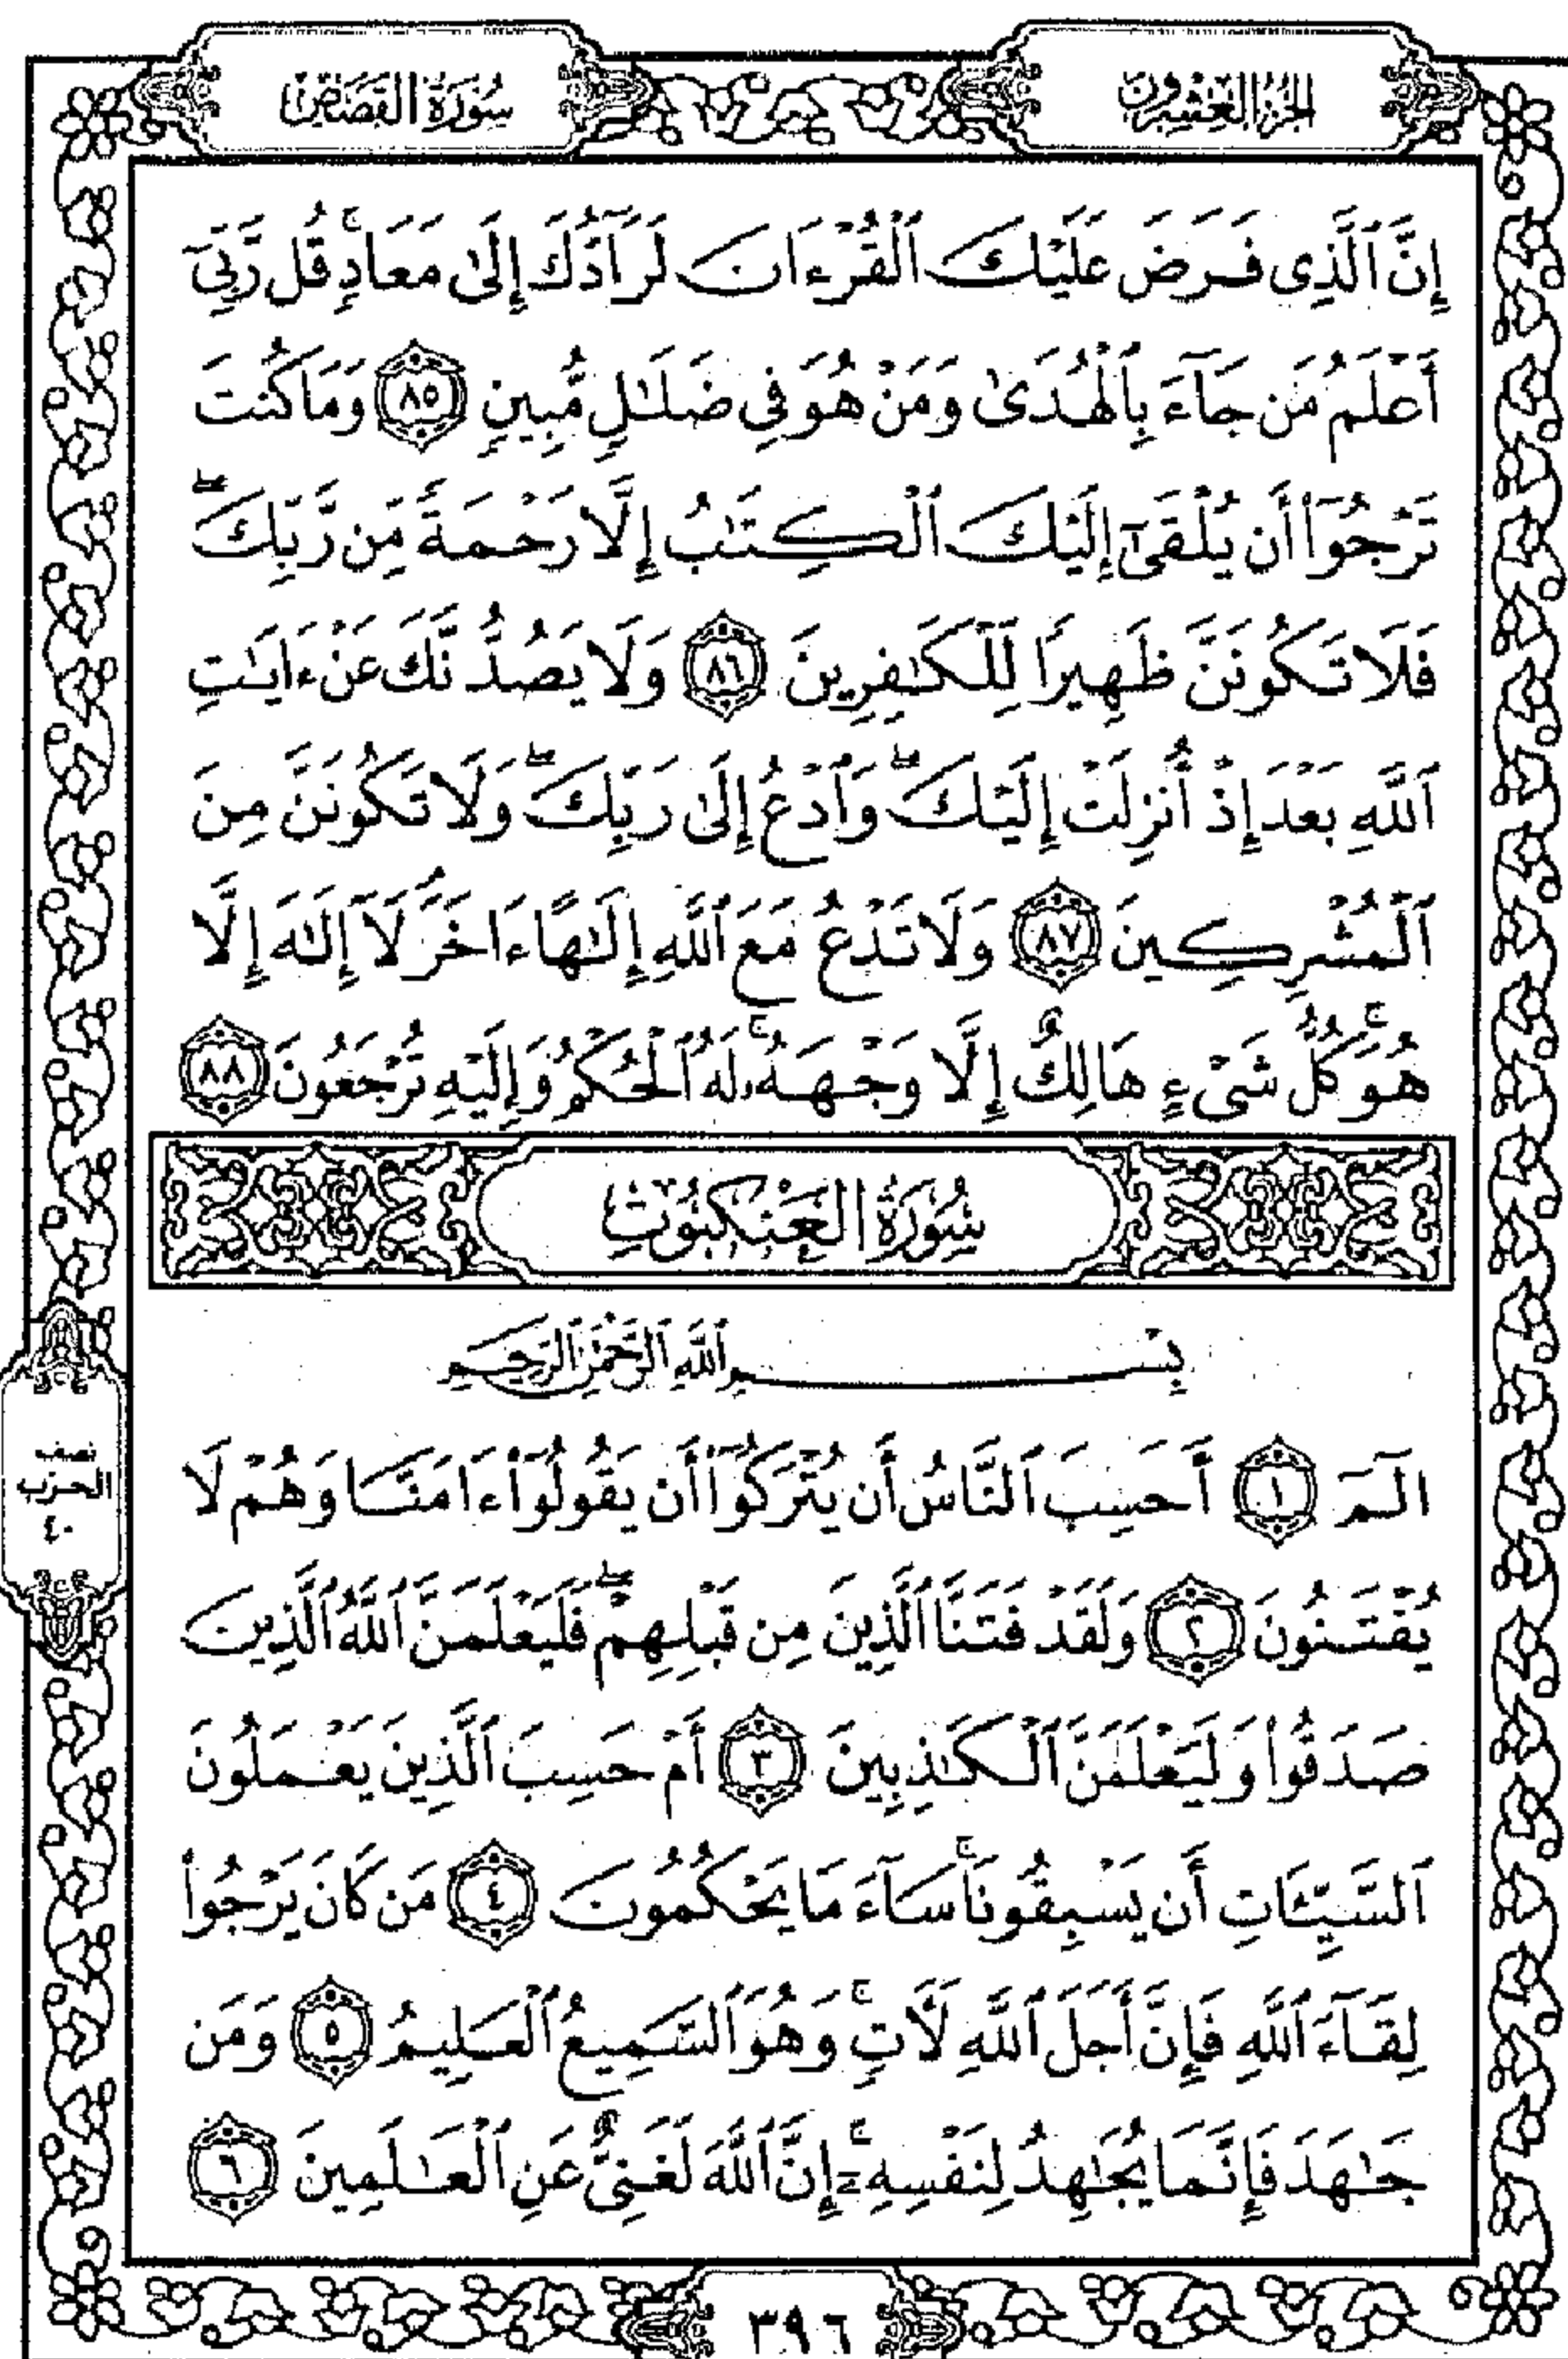 الجزء العشرون
سورة القصص
إِنَّ ٱلَّذِى فَرَضَ عَلَيْكَ ٱلْقُرْءَانَ لَرَآدُّكَ إِلَىٰ مَعَادٍۚ قُل رَّبِّىٓ
أَعْلَمُ مَن جَآءَ بِٱلْهُدَىٰ وَمَنْ هُوَ فِى ضَلَـٰلٍ مُّبِينٍ ٨٥ وَمَا كُنتَ
تَرْجُوٓا۟ أَن يُلْقَىٰٓ إِلَيْكَ ٱلْكِتَـٰبُ إِلَّا رَحْمَةً مِّن رَّبِّكَۖ
فَلَا تَكُونَنَّ ظَهِيرًا لِّلْكَـٰفِرِينَ ٨٦ وَلَا يَصُدُّنَّكَ عَنْ ءَايَـٰتِ
ٱللَّهِ بَعْدَ إِذْ أُنزِلَتْ إِلَيْكَۖ وَٱدْعُ إِلَىٰ رَبِّكَۖ وَلَا تَكُونَنَّ مِنَ
ٱلْمُشْرِكِينَ ٨٧ وَلَا تَدْعُ مَعَ ٱللَّهِ إِلَـٰهًا ءَاخَرَۘ لَآ إِلَـٰهَ إِلَّا
هُوَۚ كُلُّ شَىْءٍ هَالِكٌ إِلَّا وَجْهَهُۥۚ لَهُ ٱلْحُكْمُ وَإِلَيْهِ تُرْجَعُونَ ٨٨
سُورَةُ العَنكَبُوتِ
بِسْمِ ٱللَّهِ ٱلرَّحْمَـٰنِ ٱلرَّحِيمِ
الٓمٓ ١ أَحَسِبَ ٱلنَّاسُ أَن يُتْرَكُوٓا۟ أَن يَقُولُوٓا۟ ءَامَنَّا وَهُمْ لَا
يُفْتَنُونَ ٢ وَلَقَدْ فَتَنَّا ٱلَّذِينَ مِن قَبْلِهِمْۖ فَلَيَعْلَمَنَّ ٱللَّهُ ٱلَّذِينَ
صَدَقُوا۟ وَلَيَعْلَمَنَّ ٱلْكَـٰذِبِينَ ٣ أَمْ حَسِبَ ٱلَّذِينَ يَعْمَلُونَ
ٱلسَّيِّـَٔاتِ أَن يَسْبِقُونَاۚ سَآءَ مَا يَحْكُمُونَ ٤ مَن كَانَ يَرْجُوا۟
لِقَآءَ ٱللَّهِ فَإِنَّ أَجَلَ ٱللَّهِ لَـَٔاتٍۚ وَهُوَ ٱلسَّمِيعُ ٱلْعَلِيمُ ٥ وَمَن
جَـٰهَدَ فَإِنَّمَا يُجَـٰهِدُ لِنَفْسِهِۦٓۚ إِنَّ ٱللَّهَ لَغَنِىٌّ عَنِ ٱلْعَـٰلَمِينَ ٦
نصف
الحزب
٤٠
٣٩٦